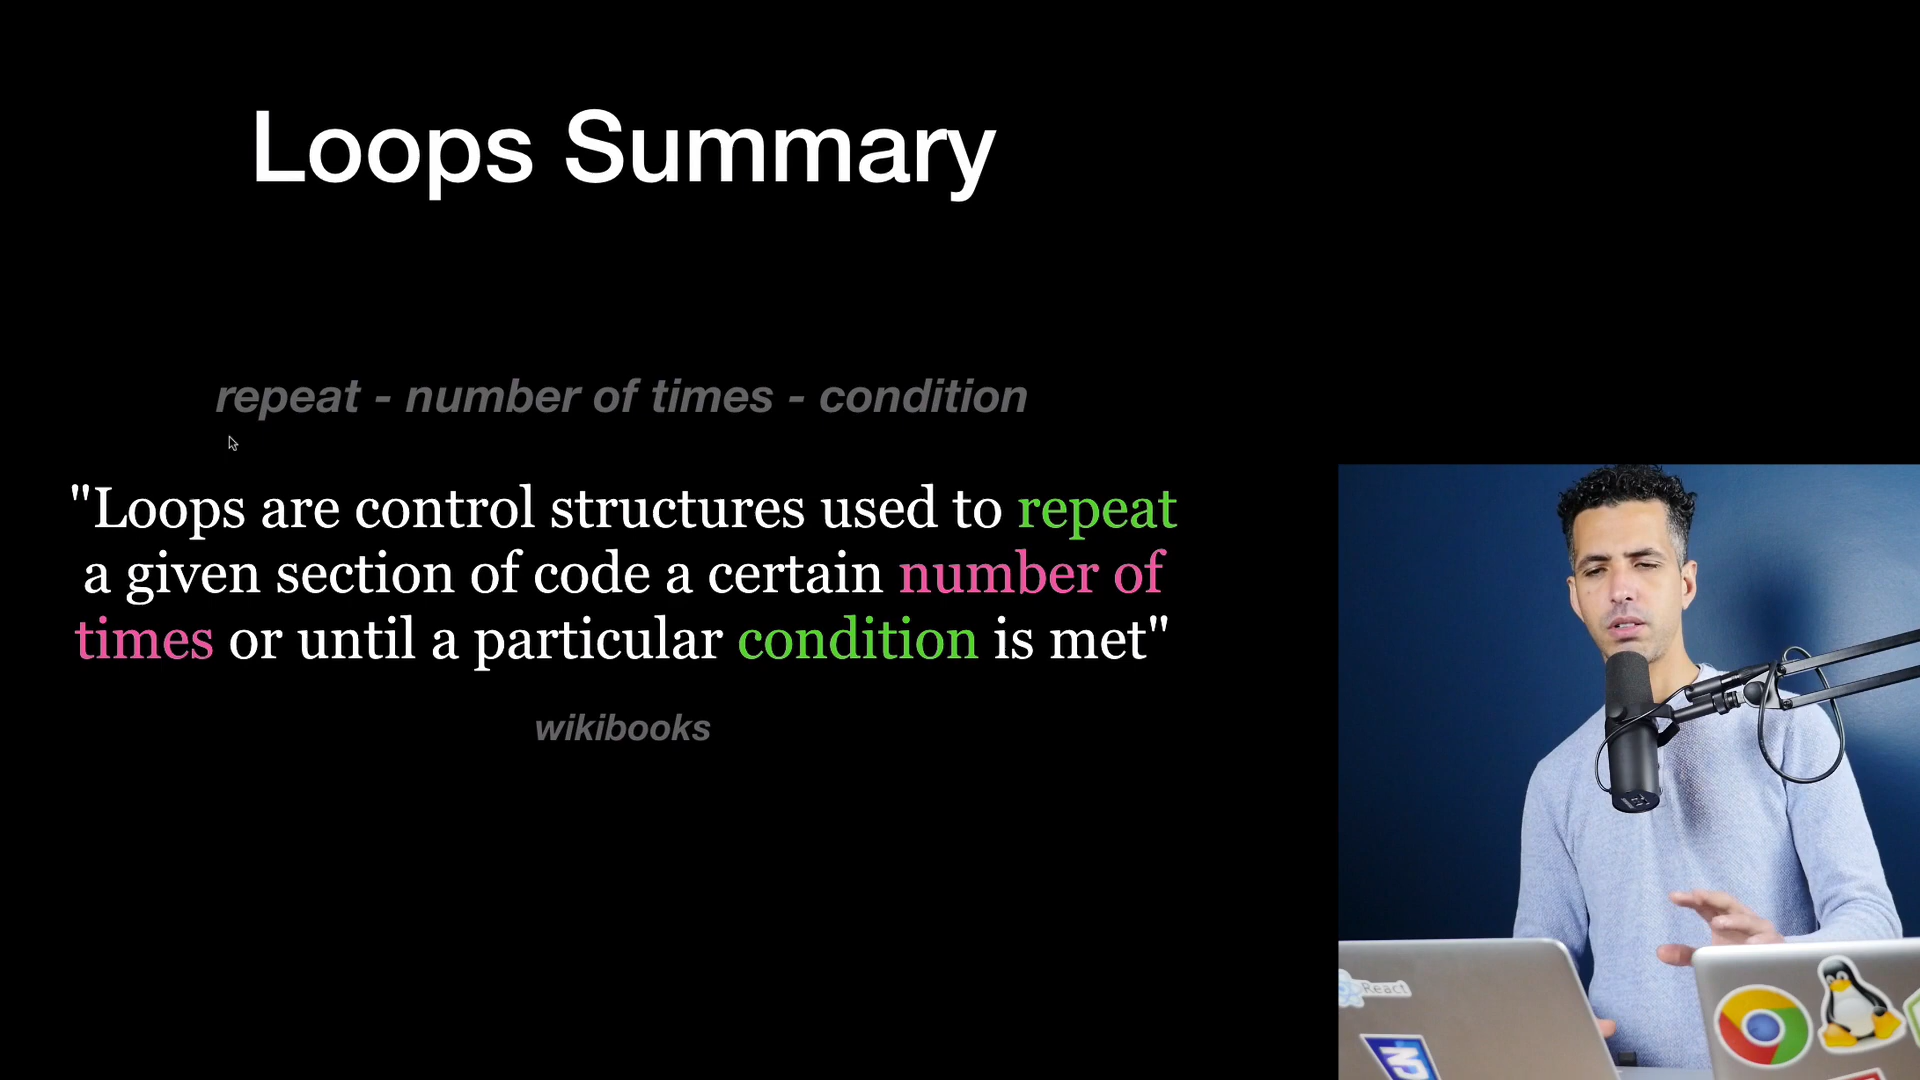 Loops Summary
repeat - number of times - condition
"Loops are control structures used to repeat
a given section of code a certain number of
times or until a particular condition is met"
wikibooks
React